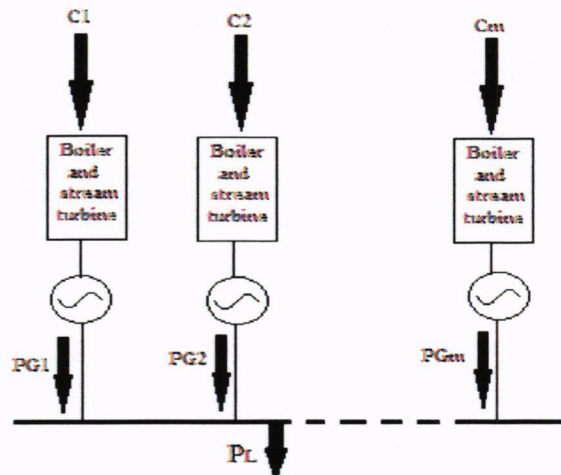 C1
C2
Cm
Boiler
and
stream
turbine
Boiler
and
stream
turbine
Boiler
and
stream
turbine
PG1
PG2
PGm
PL